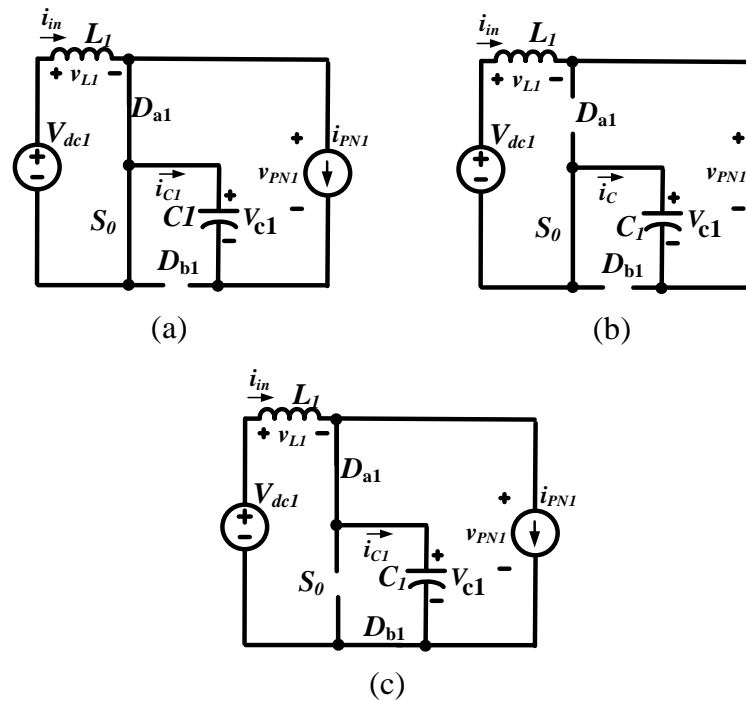 i_in L_1
+ v_L1 −
D_a1
V_dc1
+ −
i_C1
+
C1 V_c1
−
S_0
D_b1
+
i_PN1
v_PN1
−
(a)
i_in L_1
+ v_L1 −
D_a1
V_dc1
+ −
i_C
+
C_1 V_c1
−
S_0
D_b1
+
v_PN1
−
(b)
i_in L_1
+ v_L1 −
D_a1
V_dc1
+ −
i_C1
+
C_1 V_c1
−
S_0
D_b1
+
i_PN1
v_PN1
−
(c)